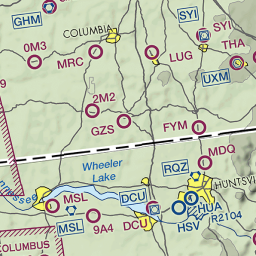 GHM
SYI
COLUMBIA
SYI
0M3
MRC
LUG
THA
UXM
9
2M2
GZS
FYM
MDQ
Wheeler
Lake
RQZ
HUNTSVI
MSL
DCU
HUA
R2104
MSL
9A4
DCU
HSV
COLUMBUS